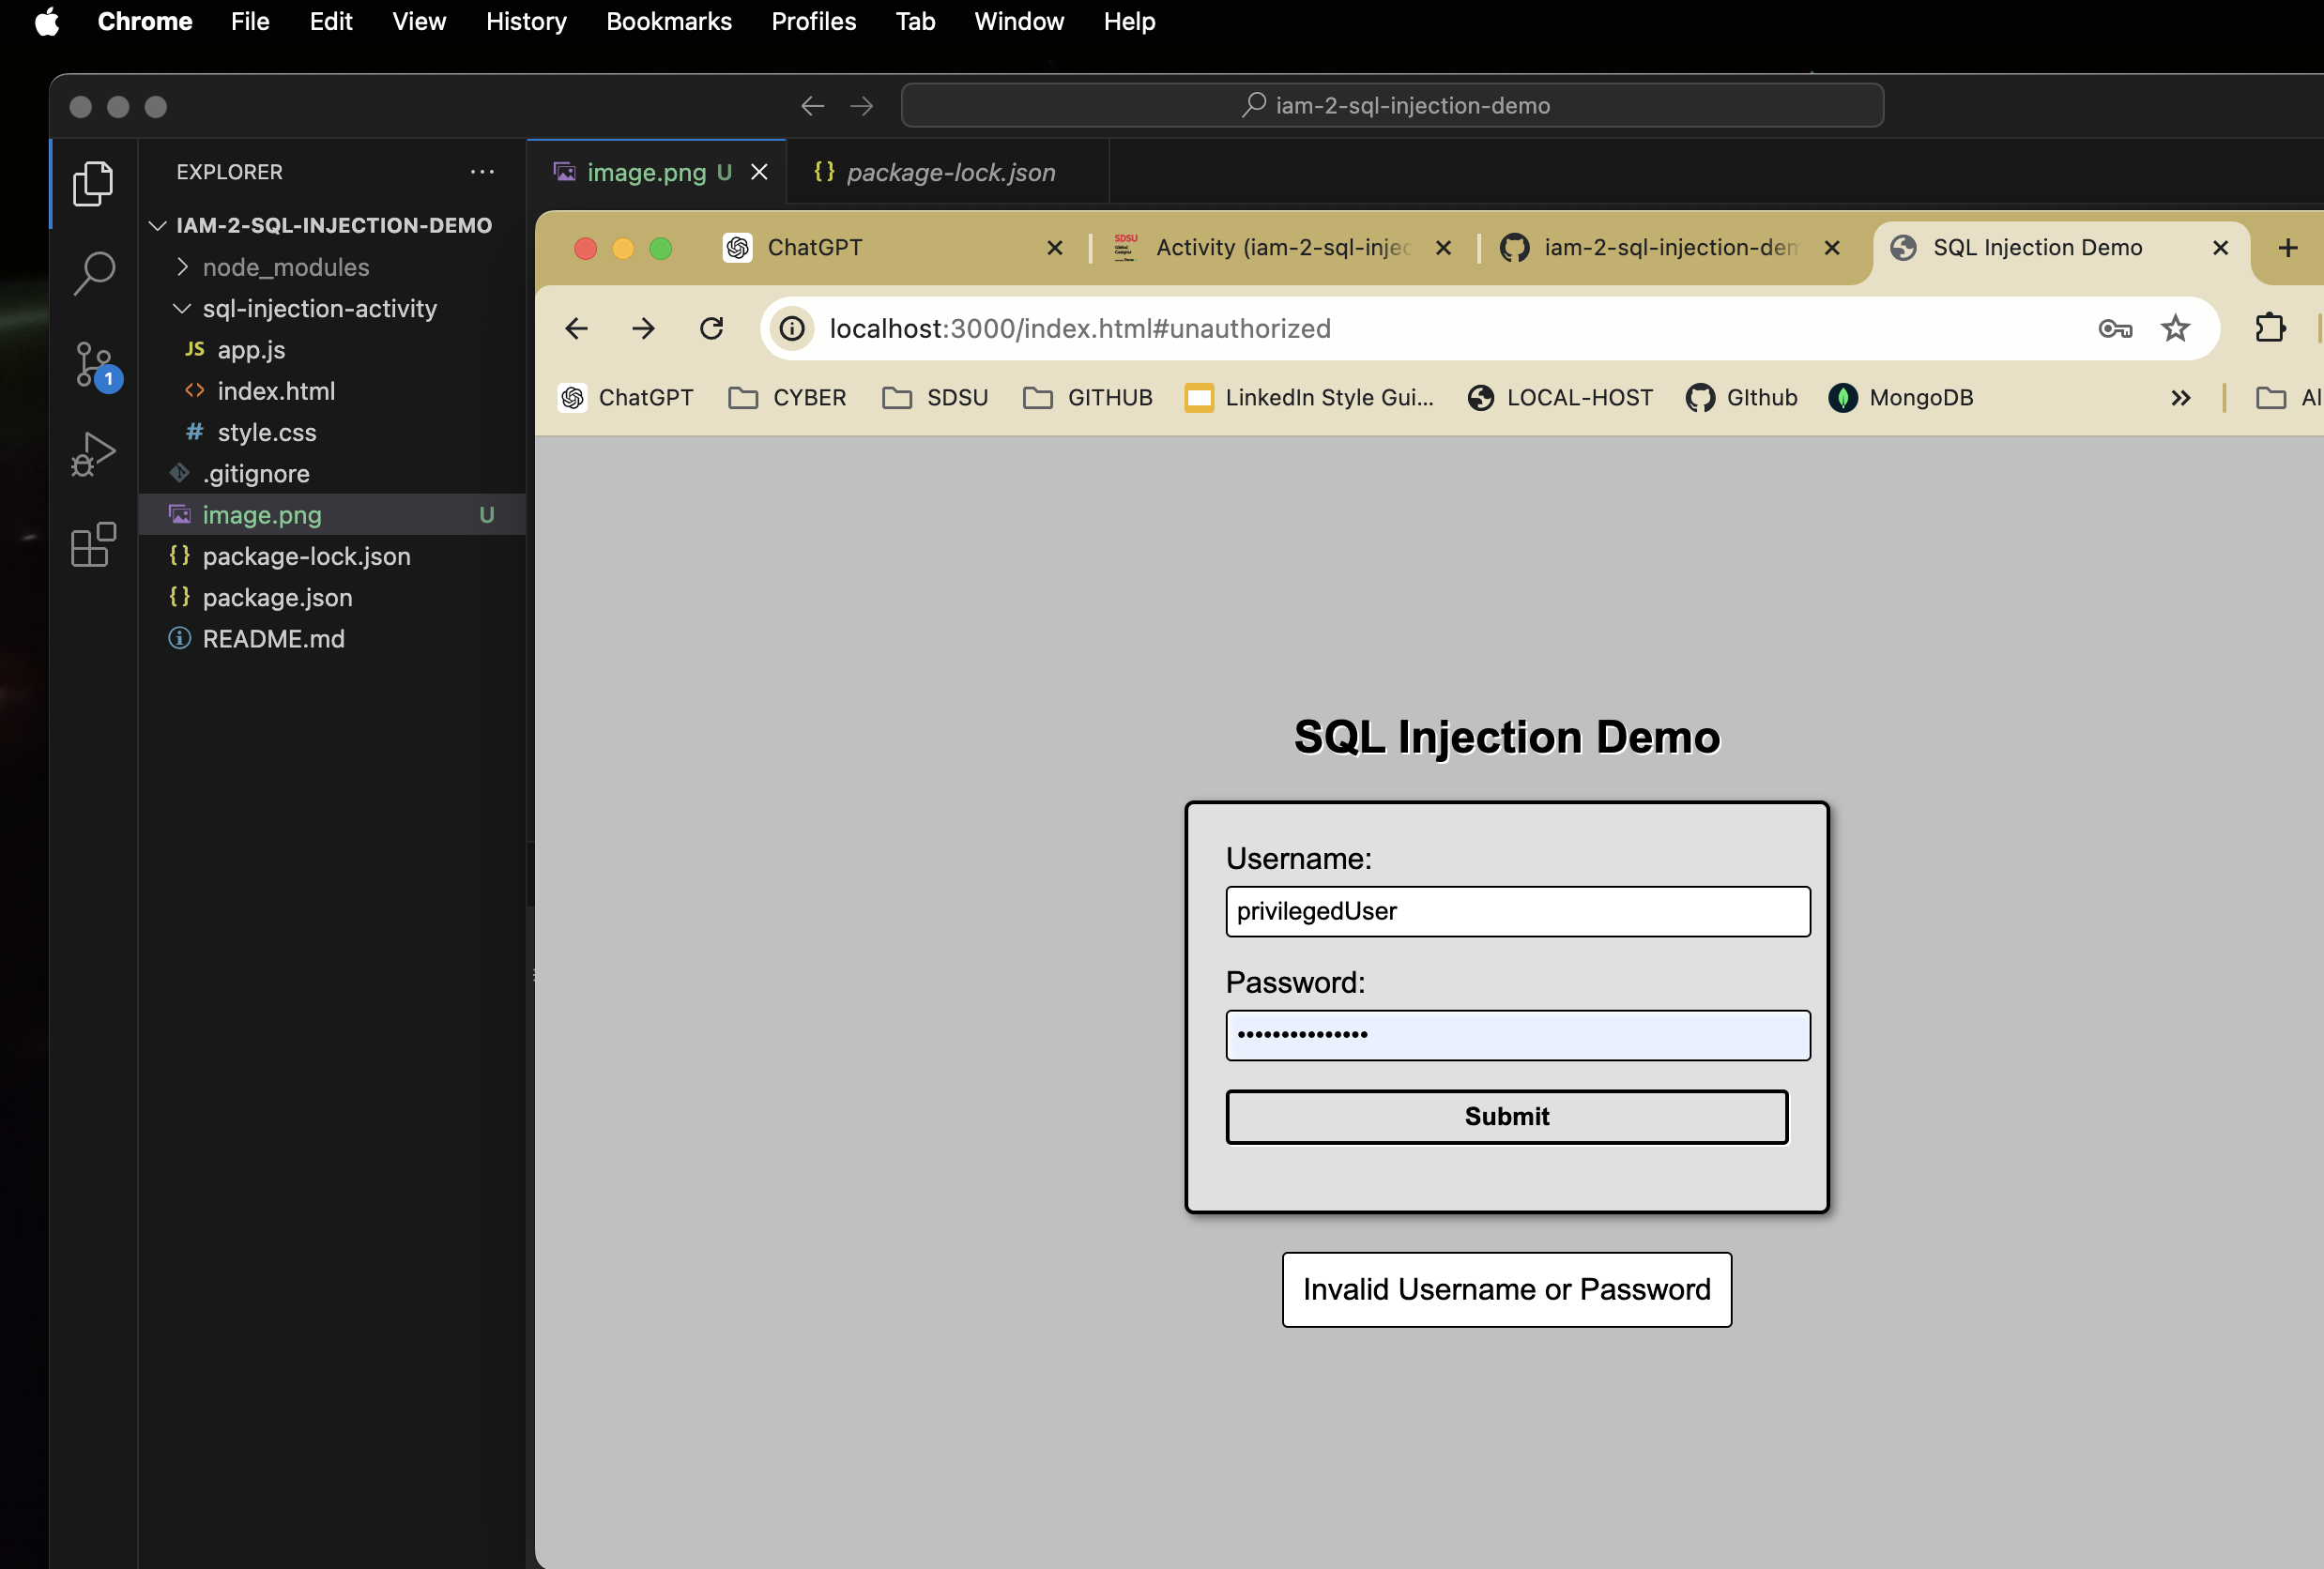 Chrome File Edit View History Bookmarks Profiles Tab Window Help
iam-2-sql-injection-demo
EXPLORER
IAM-2-SQL-INJECTION-DEMO
node_modules
sql-injection-activity
JS app.js
<> index.html
# style.css
.gitignore
image.png U
{} package-lock.json
{} package.json
README.md
1
image.png U
{} package-lock.json
ChatGPT
SDSU
Activity (iam-2-sql-injec
iam-2-sql-injection-dem
SQL Injection Demo
localhost:3000/index.html#unauthorized
ChatGPT CYBER SDSU GITHUB LinkedIn Style Gui... LOCAL-HOST GIthub MongoDB » Al
SQL Injection Demo
Username:
privilegedUser
Password:
•••••••••••••••
Submit
Invalid Username or Password